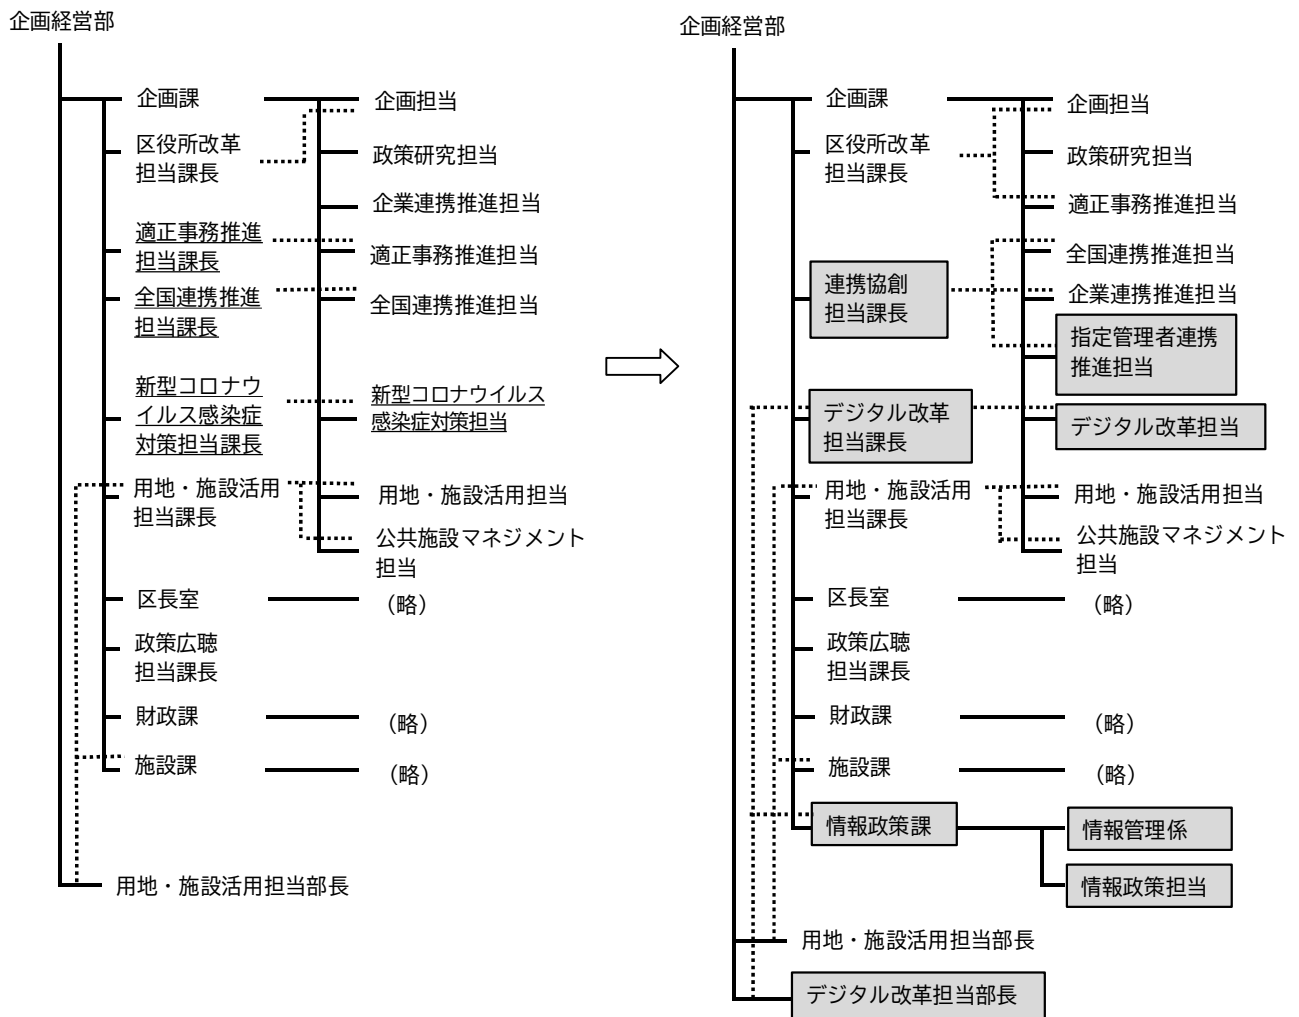 企画経営部
企画課
企画担当
区役所改革
担当課長
政策研究担当
企業連携推進担当
適正事務推進
担当課長
適正事務推進担当
全国連携推進
担当課長
全国連携推進担当
新型コロナウ
イルス感染症
対策担当課長
新型コロナウイルス
感染症対策担当
用地・施設活用
担当課長
用地・施設活用担当
公共施設マネジメント
担当
区長室
（略）
政策広聴
担当課長
財政課
（略）
施設課
（略）
用地・施設活用担当部長
企画経営部
企画課
企画担当
区役所改革
担当課長
政策研究担当
適正事務推進担当
全国連携推進担当
連携協創
担当課長
企業連携推進担当
指定管理者連携
推進担当
デジタル改革
担当課長
デジタル改革担当
用地・施設活用
担当課長
用地・施設活用担当
公共施設マネジメント
担当
区長室
（略）
政策広聴
担当課長
財政課
（略）
施設課
（略）
情報政策課
情報管理係
情報政策担当
用地・施設活用担当部長
デジタル改革担当部長